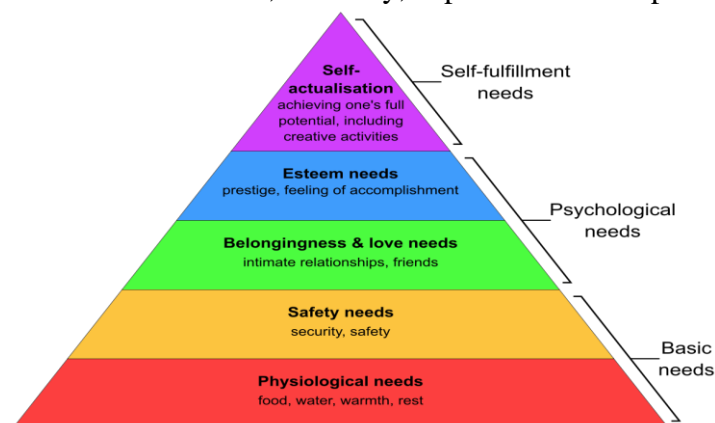 Self-
actualisation
achieving one's full
potential, including
creative activities
Self-fulfillment
needs
Esteem needs
prestige, feeling of accomplishment
Psychological
needs
Belongingness & love needs
intimate relationships, friends
Safety needs
security, safety
Basic
needs
Physiological needs
food, water, warmth, rest